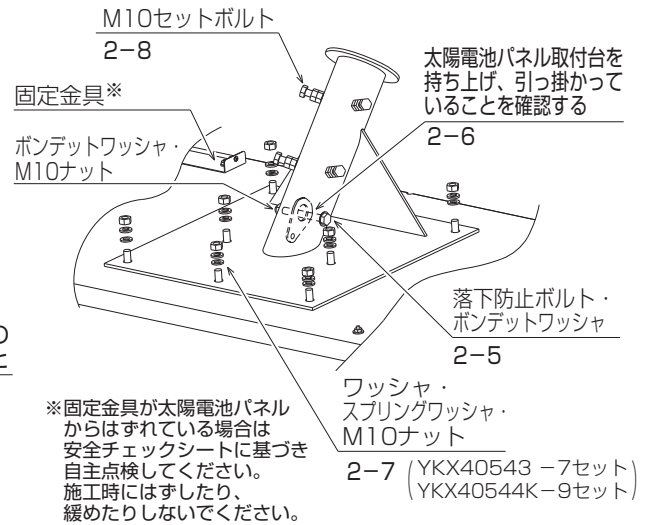 M10セットボルト
2-8
固定金具※
ボンデットワッシャ・
M10ナット
太陽電池パネル取付台を
持ち上げ、引っ掛かって
いることを確認する
2-6
落下防止ボルト・
ボンデットワッシャ
2-5
ワッシャ・
スプリングワッシャ・
M10ナット
2-7 (YKX40543 −7セット
YKX40544K−9セット)
※固定金具が太陽電池パネル
からはずれている場合は
安全チェックシートに基づき
自主点検してください。
施工時にはずしたり、
緩めたりしないでください。